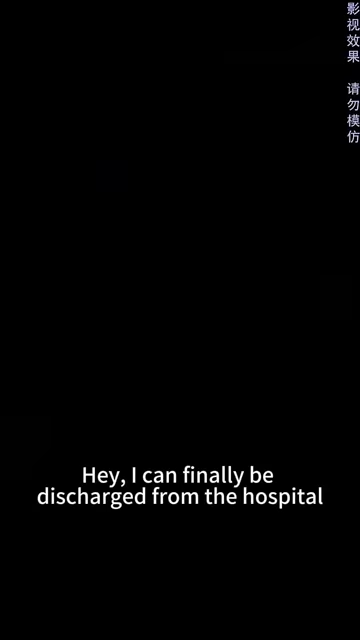 影视效果 请勿模仿
Hey, I can finally be
discharged from the hospital